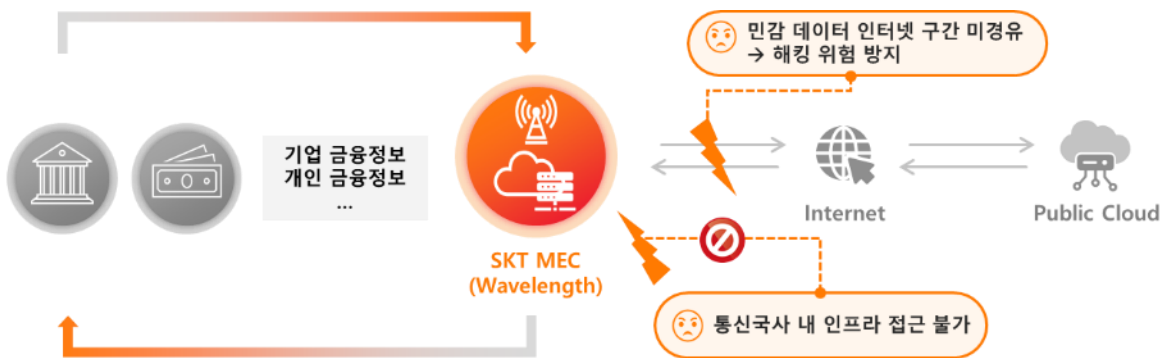 민감 데이터 인터넷 구간 미경유
→ 해킹 위험 방지
기업 금융정보
개인 금융정보
...
SKT MEC
(Wavelength)
Internet
Public Cloud
통신국사 내 인프라 접근 불가